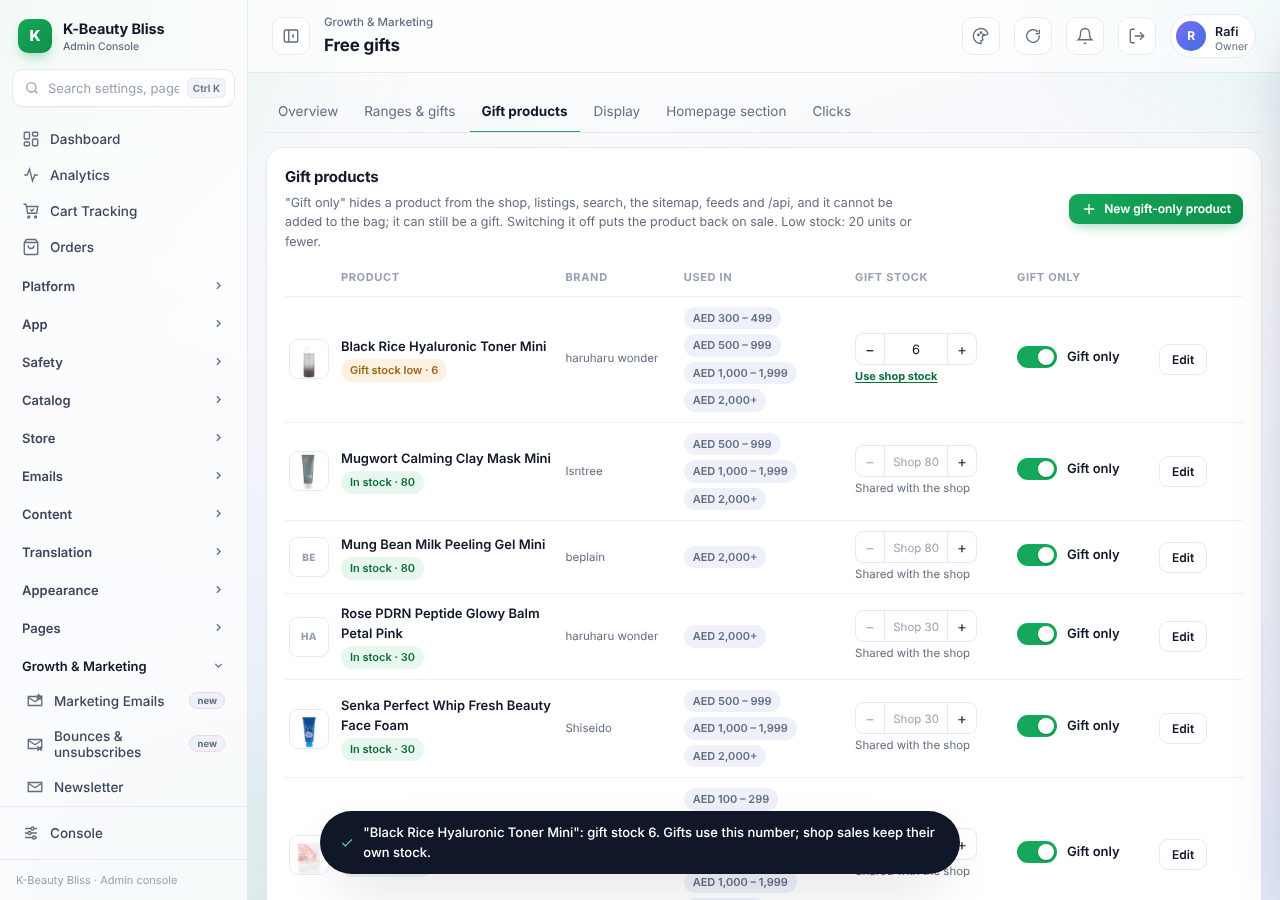 K
K-Beauty Bliss
Admin Console
Search settings, page
Ctrl K
Dashboard
Analytics
Cart Tracking
Orders
Platform
App
Safety
Catalog
Store
Emails
Content
Translation
Appearance
Pages
Growth & Marketing
Marketing Emails
new
Bounces &
unsubscribes
new
Newsletter
Console
K-Beauty Bliss · Admin console
Growth & Marketing
Free gifts
R
Rafi
Owner
Overview
Ranges & gifts
Gift products
Display
Homepage section
Clicks
Gift products
"Gift only" hides a product from the shop, listings, search, the sitemap, feeds and /api, and it cannot be
added to the bag; it can still be a gift. Switching it off puts the product back on sale. Low stock: 20 units or
fewer.
+ New gift-only product
PRODUCT
BRAND
USED IN
GIFT STOCK
GIFT ONLY
Black Rice Hyaluronic Toner Mini
Gift stock low · 6
haruharu wonder
AED 300 – 499
AED 500 – 999
AED 1,000 – 1,999
AED 2,000+
− 6 +
Use shop stock
Gift only
Edit
Mugwort Calming Clay Mask Mini
In stock · 80
Isntree
AED 500 – 999
AED 1,000 – 1,999
AED 2,000+
− Shop 80 +
Shared with the shop
Gift only
Edit
BE
Mung Bean Milk Peeling Gel Mini
In stock · 80
beplain
AED 2,000+
− Shop 80 +
Shared with the shop
Gift only
Edit
HA
Rose PDRN Peptide Glowy Balm
Petal Pink
In stock · 30
haruharu wonder
AED 2,000+
− Shop 30 +
Shared with the shop
Gift only
Edit
Senka Perfect Whip Fresh Beauty
Face Foam
In stock · 30
Shiseido
AED 500 – 999
AED 1,000 – 1,999
AED 2,000+
− Shop 30 +
Shared with the shop
Gift only
Edit
AED 100 – 299
"Black Rice Hyaluronic Toner Mini": gift stock 6. Gifts use this number; shop sales keep their
own stock.
+
Shared with the shop
AED 1,000 – 1,999
Gift only
Edit